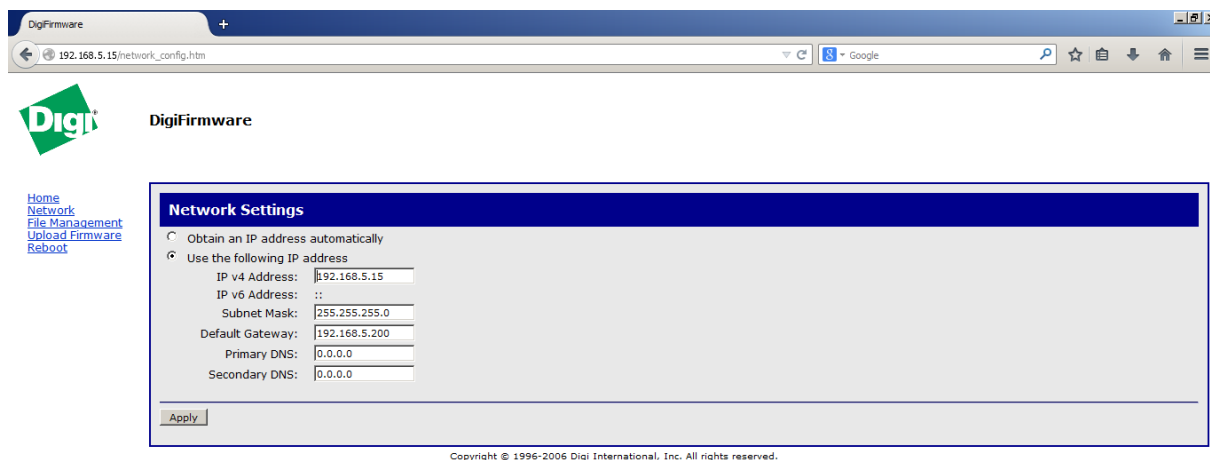 DigiFirmware
192.168.5.15/network_config.htm
Google
Digi
DigiFirmware
Home
Network
File Management
Upload Firmware
Reboot
Network Settings
Obtain an IP address automatically
Use the following IP address
IP v4 Address: 192.168.5.15
IP v6 Address: ::
Subnet Mask: 255.255.255.0
Default Gateway: 192.168.5.200
Primary DNS: 0.0.0.0
Secondary DNS: 0.0.0.0
Apply
Copyright © 1996-2006 Digi International, Inc. All rights reserved.